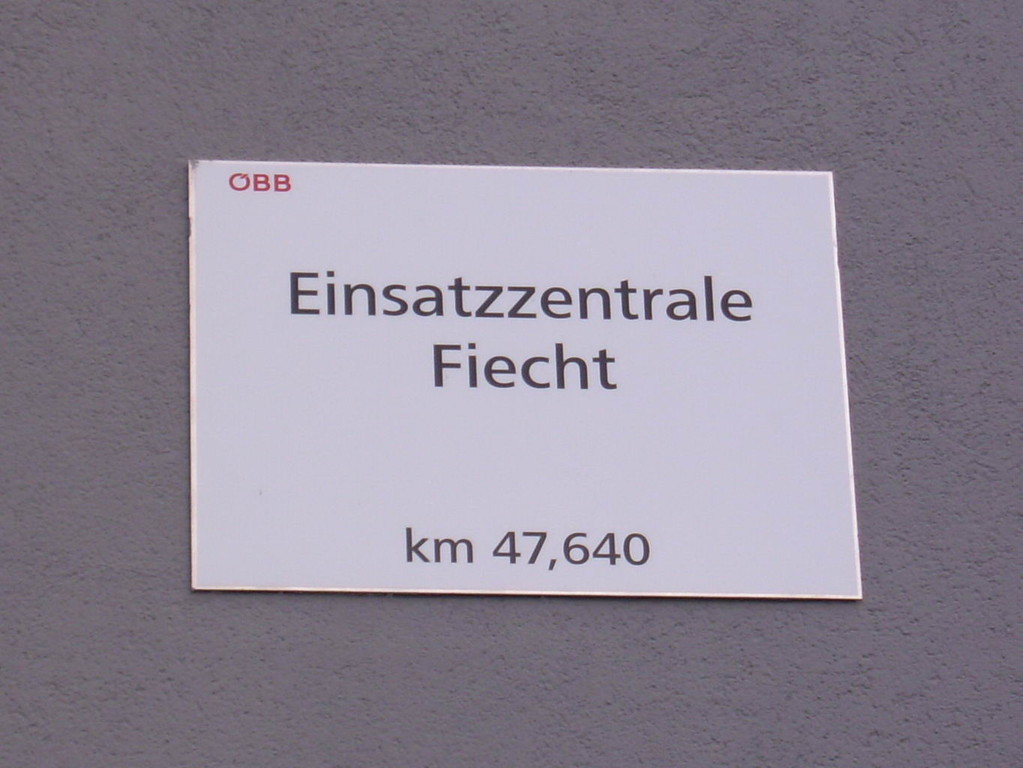 ÖBB
Einsatzzentrale
Fiecht
km 47,640